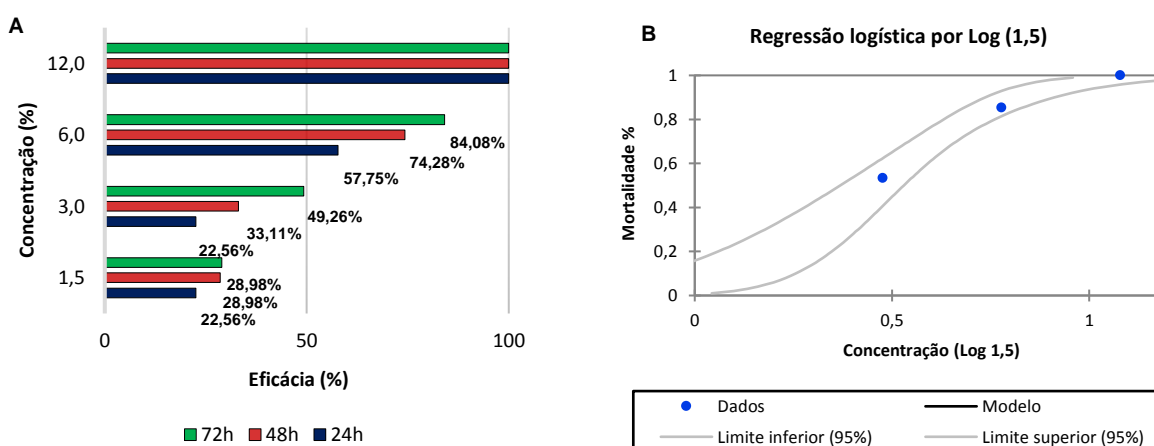 A
Concentração (%)
12,0
6,0
3,0
1,5
84,08%
74,28%
57,75%
49,26%
33,11%
22,56%
28,98%
28,98%
22,56%
0
50
100
Eficácia (%)
72h
48h
24h
B
Regressão logística por Log (1,5)
Mortalidade %
1
0,8
0,6
0,4
0,2
0
0
0,5
1
Concentração (Log 1,5)
Dados
Modelo
Limite inferior (95%)
Limite superior (95%)